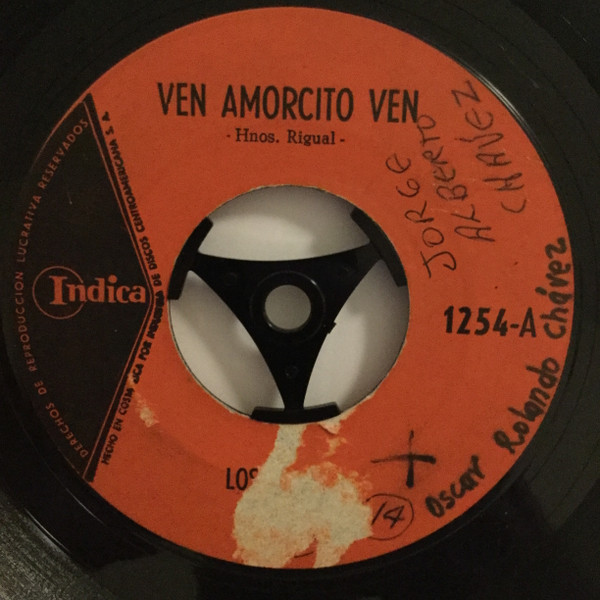 VEN AMORCITO VEN
- Hnos. Rigual -
JORGE
ALBERTO
CHAVEZ
DERECHOS DE REPRODUCCION LUCRATIVA RESERVADOS
Indica
HECHO EN COSTA RICA POR INDUSTRIA DE DISCOS CENTROAMERICANA S. A.
1254-A
Oscar Rolando Chávez
LOS
+
14